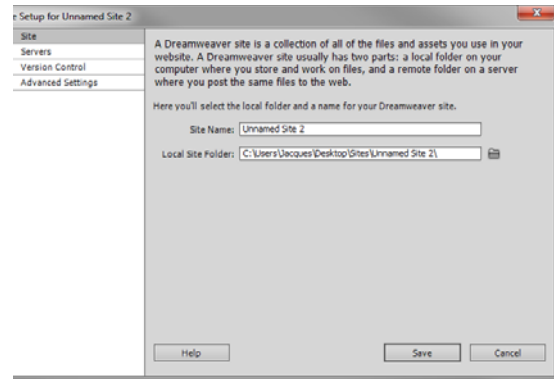 e Setup for Unnamed Site 2
Site
Servers
Version Control
Advanced Settings
A Dreamweaver site is a collection of all of the files and assets you use in your
website. A Dreamweaver site usually has two parts: a local folder on your
computer where you store and work on files, and a remote folder on a server
where you post the same files to the web.
Here you'll select the local folder and a name for your Dreamweaver site.
Site Name: Unnamed Site 2
Local Site Folder: C:\Users\Jacques\Desktop\Sites\Unnamed Site 2\
Help Save Cancel